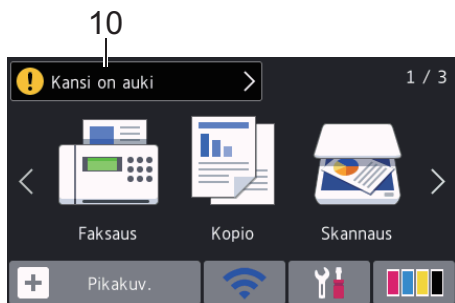 10
Kansi on auki
1 / 3
Faksaus Kopio Skannaus
Pikakuv.